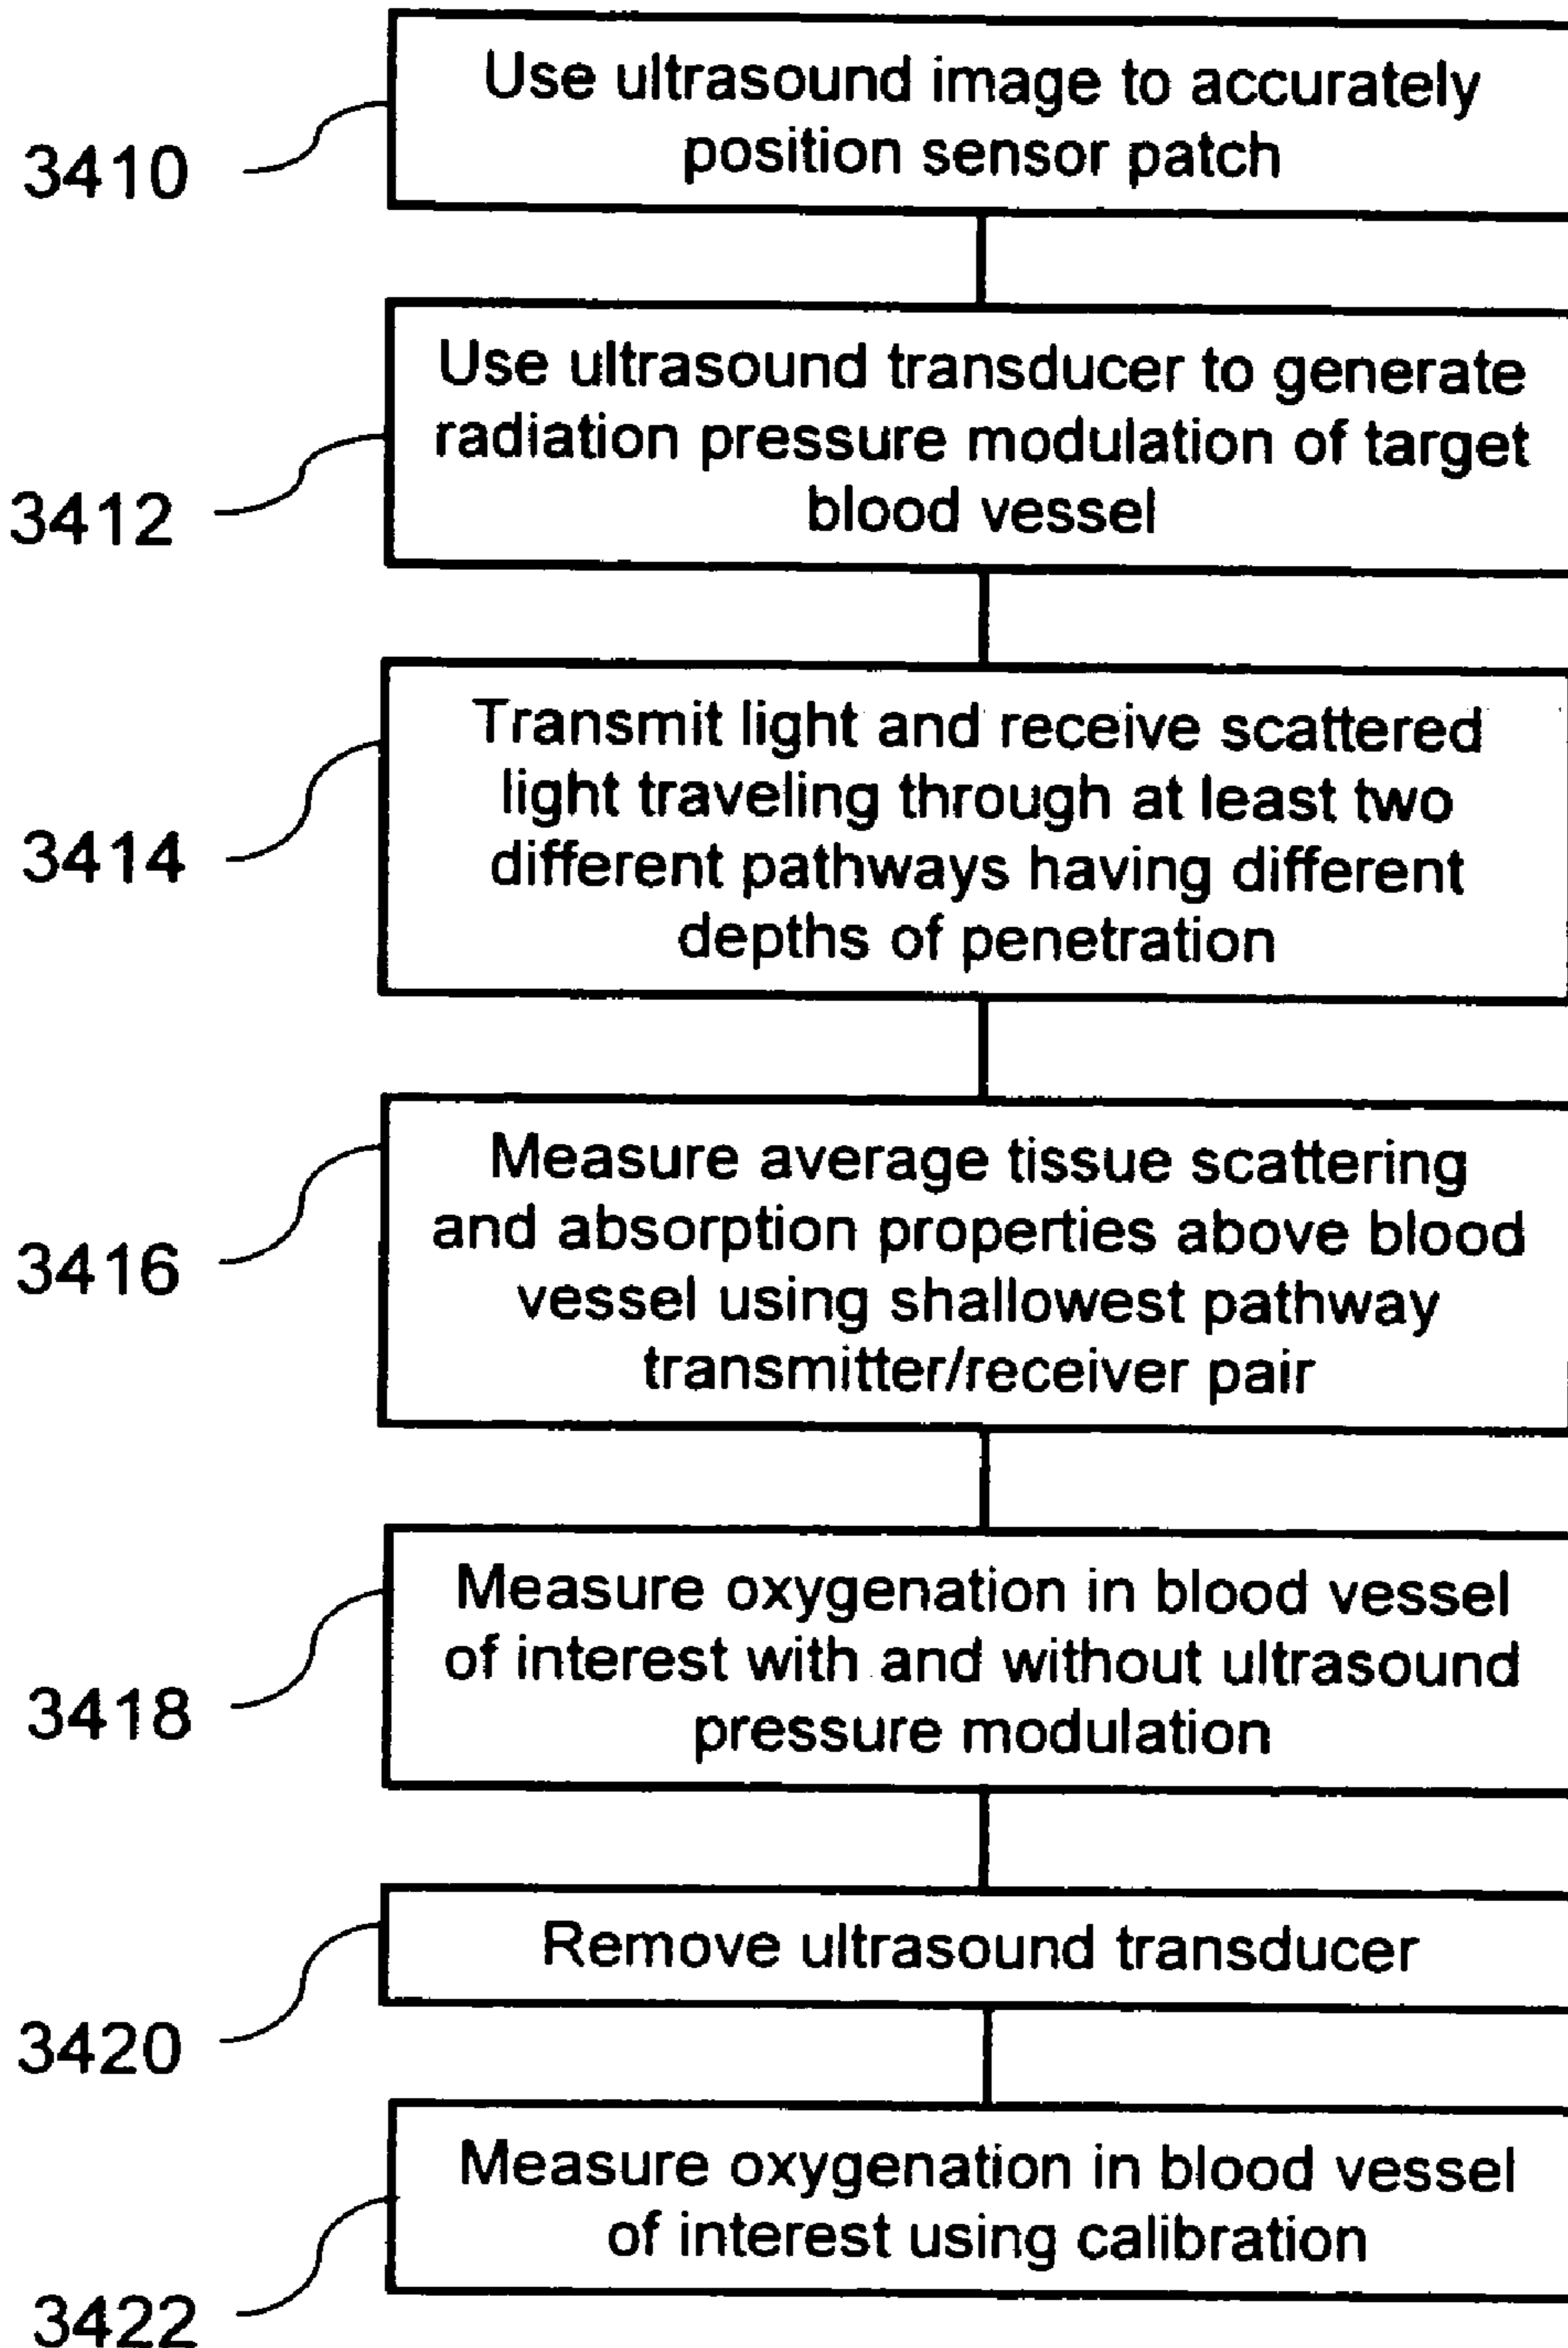 Use ultrasound image to accurately
position sensor patch
3410
Use ultrasound transducer to generate
radiation pressure modulation of target
blood vessel
3412
Transmit light and receive scattered
light traveling through at least two
different pathways having different
depths of penetration
3414
Measure average tissue scattering
and absorption properties above blood
vessel using shallowest pathway
transmitter/receiver pair
3416
Measure oxygenation in blood vessel
of interest with and without ultrasound
pressure modulation
3418
Remove ultrasound transducer
3420
Measure oxygenation in blood vessel
of interest using calibration
3422